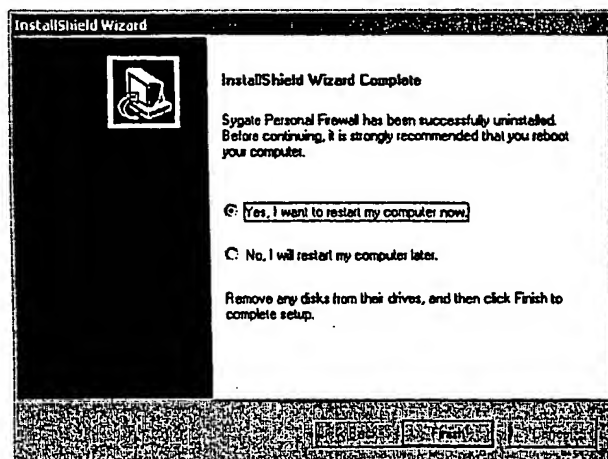 InstallShield Wizard
InstallShield Wizard Complete
Sygate Personal Firewall has been successfully uninstalled.
Before continuing, it is strongly recommended that you reboot
your computer.
Yes, I want to restart my computer now.
No, I will restart my computer later.
Remove any disks from their drives, and then click Finish to
complete setup.
Finish